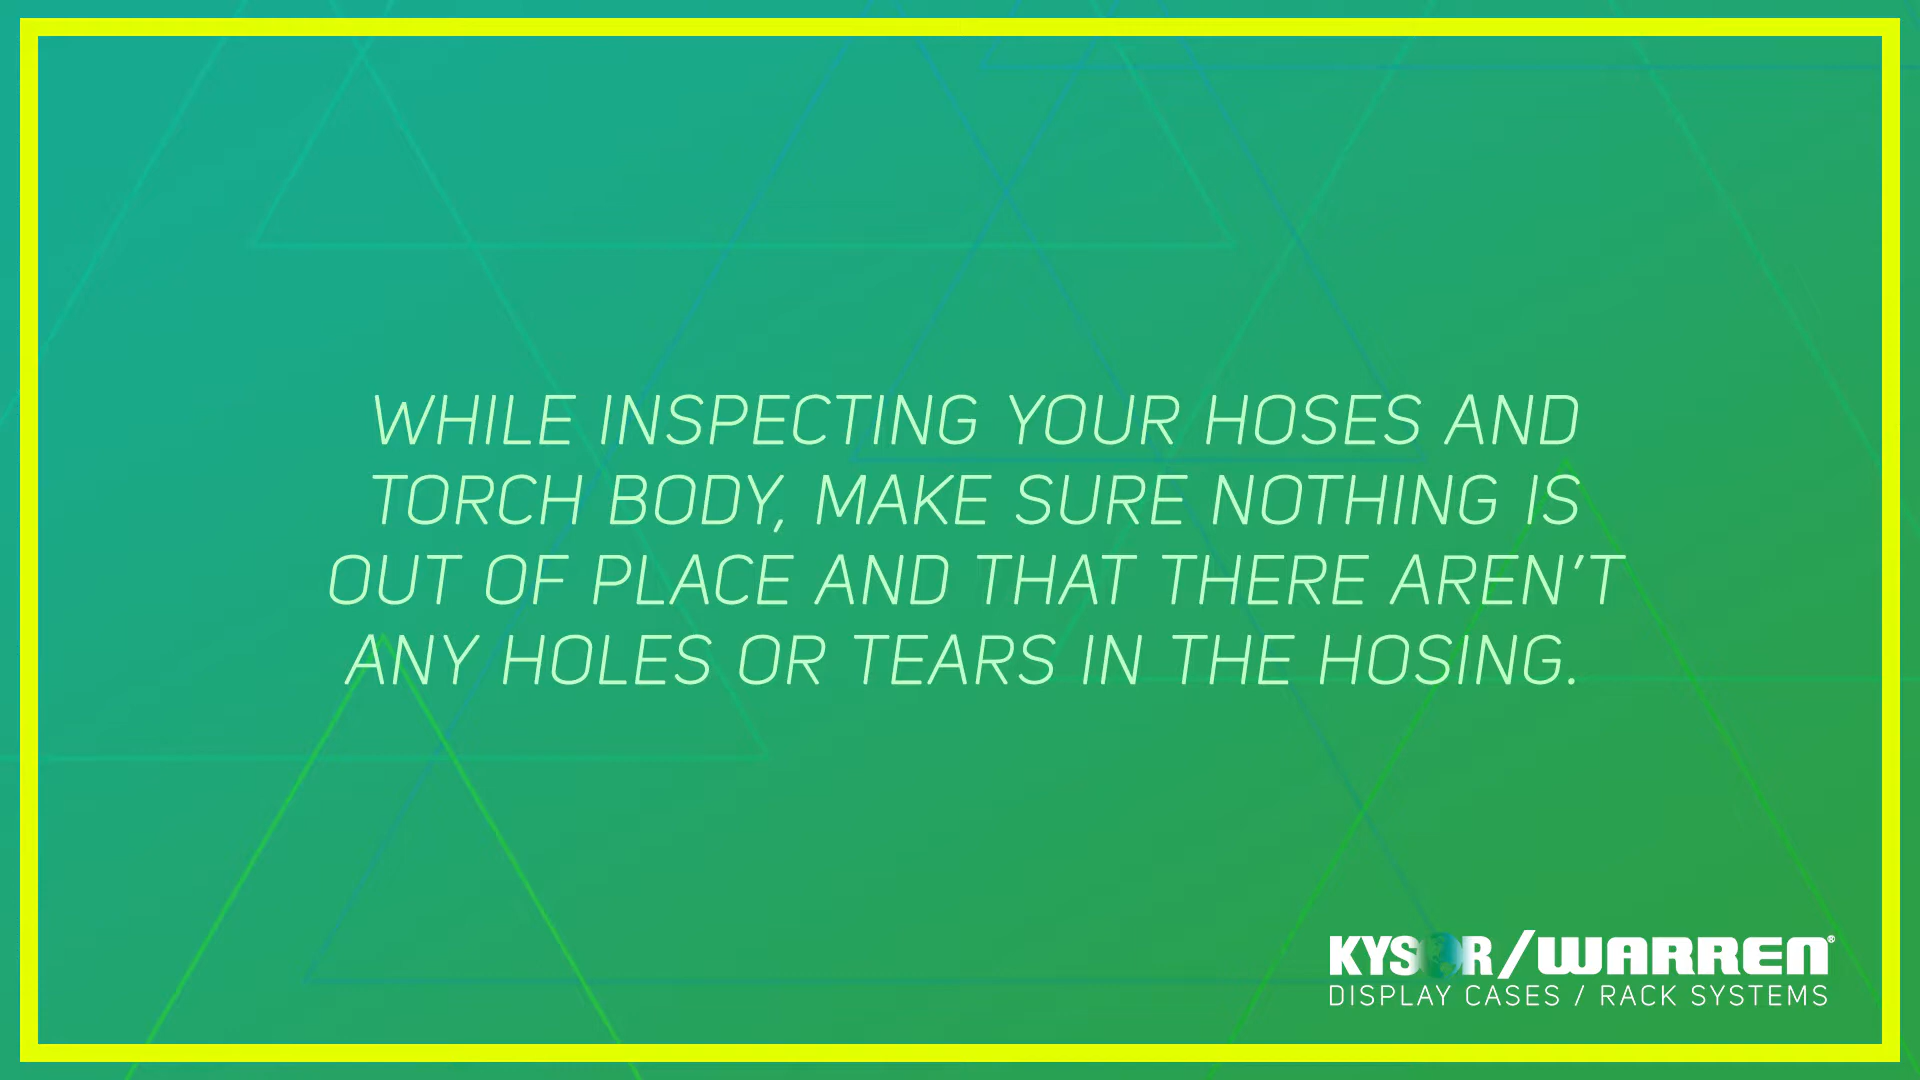 WHILE INSPECTING YOUR HOSES AND
TORCH BODY, MAKE SURE NOTHING IS
OUT OF PLACE AND THAT THERE AREN'T
ANY HOLES OR TEARS IN THE HOSING.
KYSOR/WARREN®
DISPLAY CASES / RACK SYSTEMS